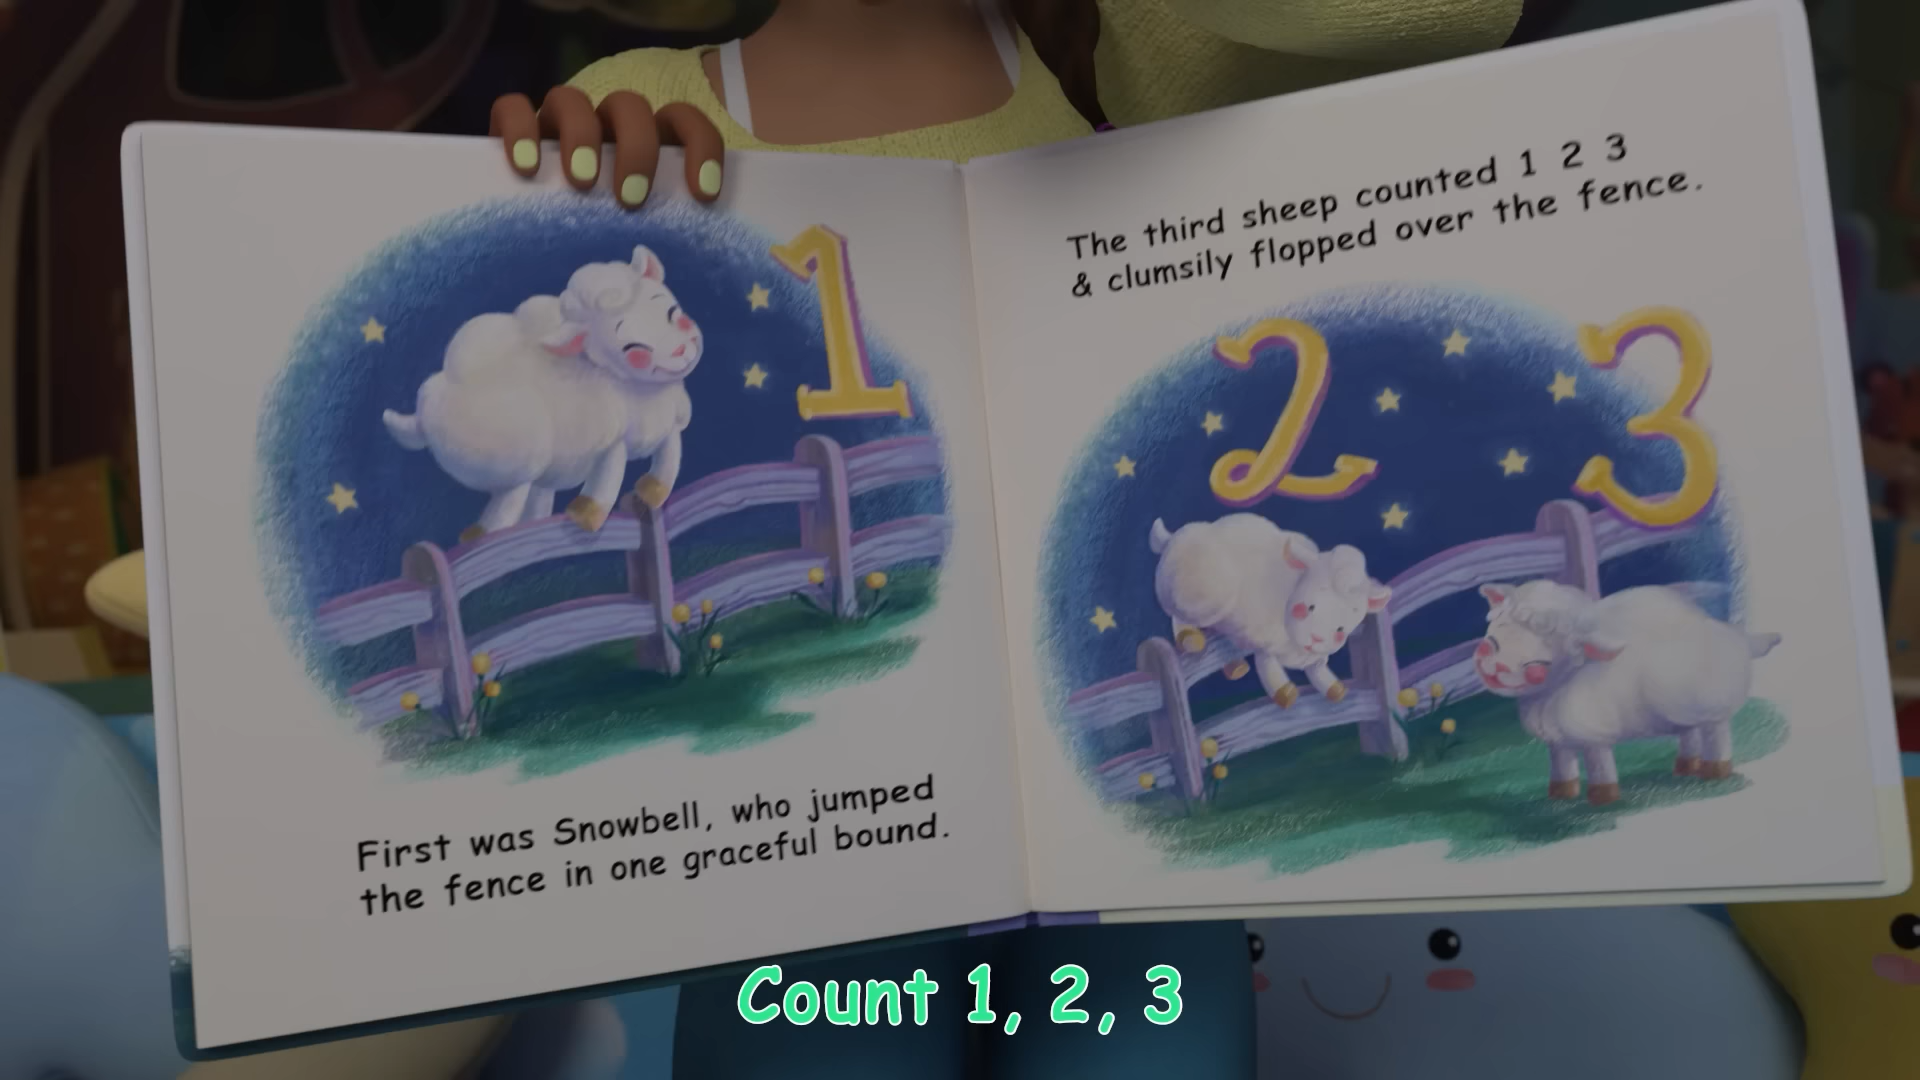 1
First was Snowbell, who jumped
the fence in one graceful bound.
The third sheep counted 1 2 3
& clumsily flopped over the fence.
2 3
Count 1, 2, 3